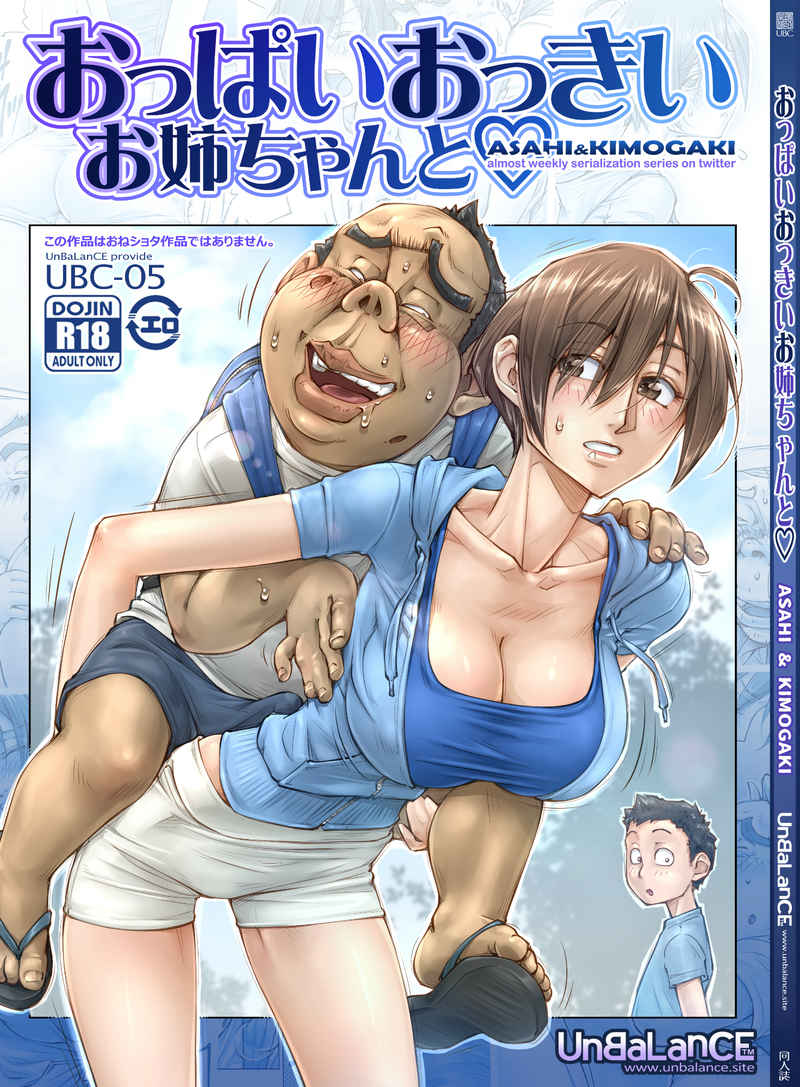 おっぱいおっきい
お姉ちゃんと♡
ASAHI&KIMOGAKI
almost weekly serialization series on twitter
この作品はおねショタ作品ではありません。
UnBaLanCE provide
UBC-05
DOJIN
R18
ADULT ONLY
エロ
UnBaLanCE™
www.unbalance.site
UBC
おっぱいおっきいお姉ちゃんと♡
ASAHI & KIMOGAKI
UnBaLanCE
www.unbalance.site
同人誌